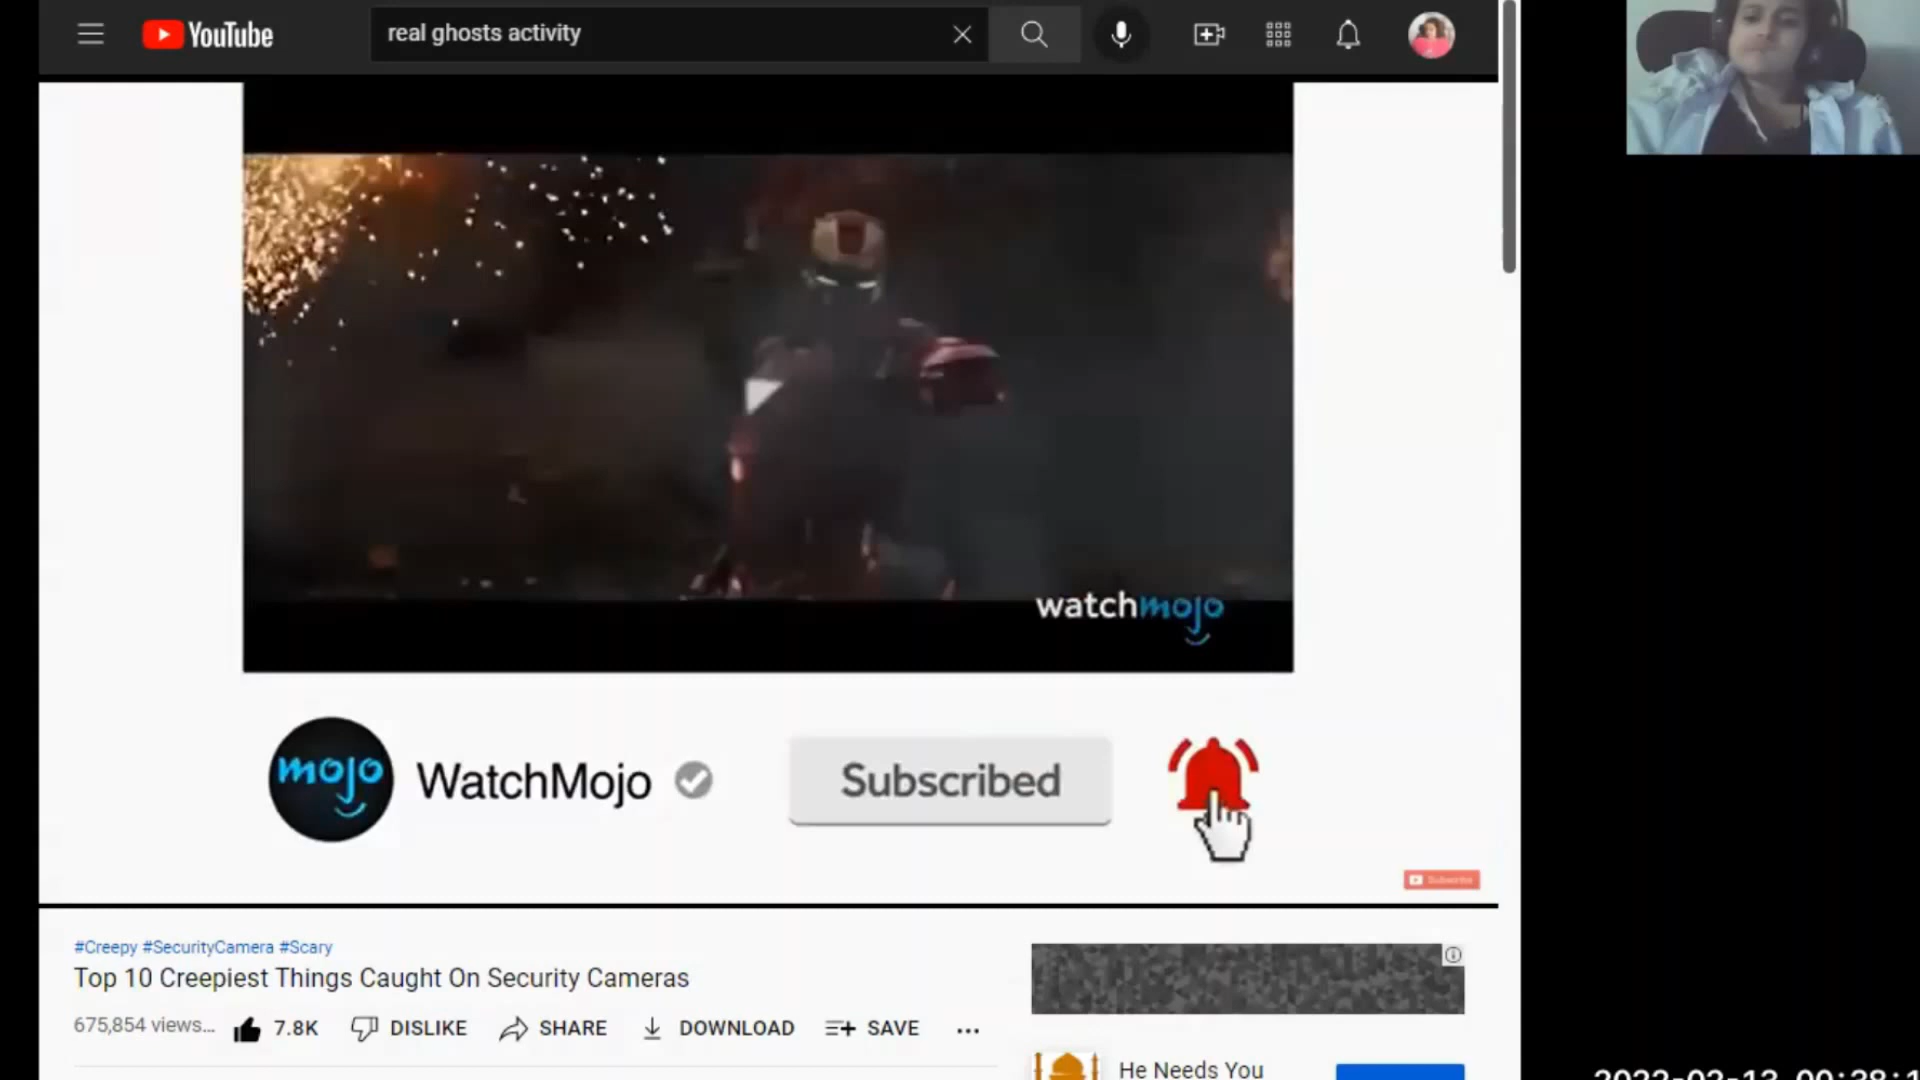 YouTube
real ghosts activity
watchmojo
mojo
WatchMojo
Subscribed
Subscribe
#Creepy #SecurityCamera #Scary
Top 10 Creepiest Things Caught On Security Cameras
675,854 views...
7.8K
DISLIKE
SHARE
DOWNLOAD
SAVE
...
He Needs You